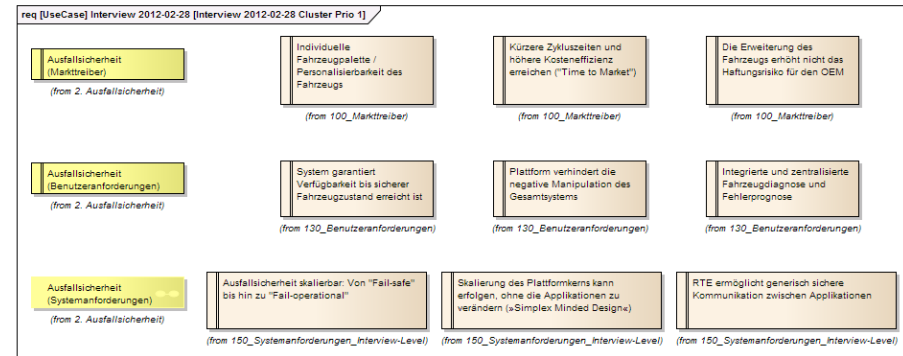 req [UseCase] Interview 2012-02-28 [Interview 2012-02-28 Cluster Prio 1]
Ausfallsicherheit
(Markttreiber)
(from 2. Ausfallsicherheit)
Individuelle
Fahrzeugpalette /
Personalisierbarkeit des
Fahrzeugs
(from 100_Markttreiber)
Kürzere Zykluszeiten und
höhere Kosteneffizienz
erreichen ("Time to Market")
(from 100_Markttreiber)
Die Erweiterung des
Fahrzeugs erhöht nicht das
Haftungsrisiko für den OEM
(from 100_Markttreiber)
Ausfallsicherheit
(Benutzeranforderungen)
(from 2. Ausfallsicherheit)
System garantiert
Verfügbarkeit bis sicherer
Fahrzeugzustand erreicht ist
(from 130_Benutzeranforderungen)
Plattform verhindert die
negative Manipulation des
Gesamtsystems
(from 130_Benutzeranforderungen)
Integrierte und zentralisierte
Fahrzeugdiagnose und
Fehlerprognose
(from 130_Benutzeranforderungen)
Ausfallsicherheit
(Systemanforderungen)
(from 2. Ausfallsicherheit)
Ausfallsicherheit skalierbar: Von "Fail-safe"
bis hin zu "Fail-operational"
(from 150_Systemanforderungen_Interview-Level)
Skalierung des Plattformkerns kann
erfolgen, ohne die Applikationen zu
verändern (»Simplex Minded Design«)
(from 150_Systemanforderungen_Interview-Level)
RTE ermöglicht generisch sichere
Kommunikation zwischen Applikationen
(from 150_Systemanforderungen_Interview-Level)